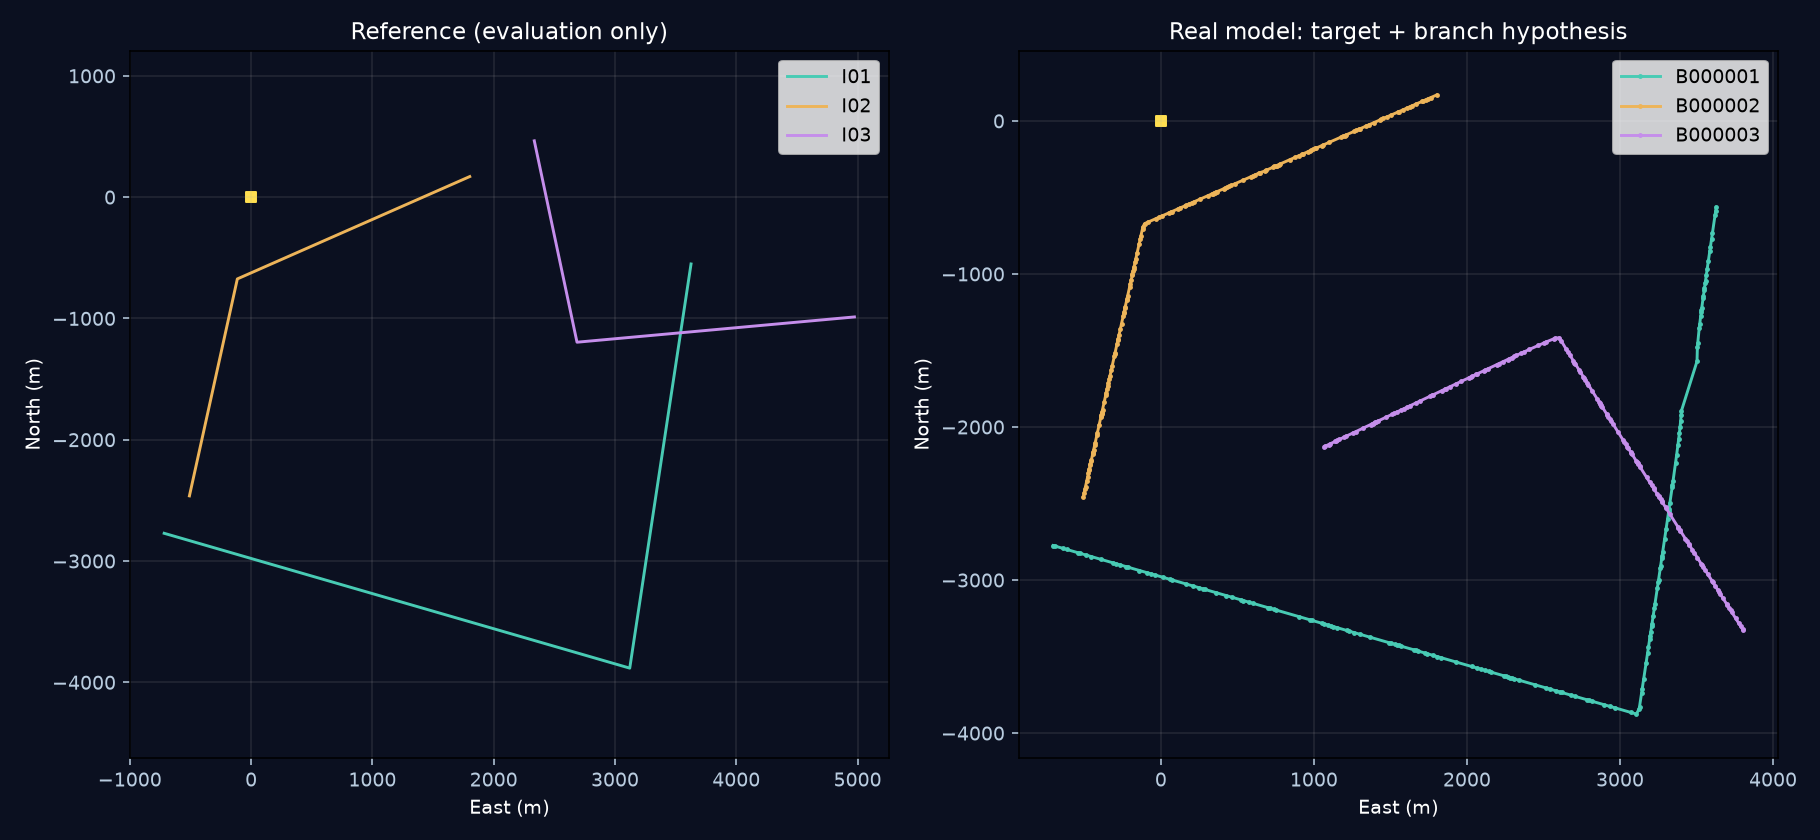 Reference (evaluation only)
I01
I02
I03
1000
0
−1000
−2000
−3000
−4000
North (m)
−1000
0
1000
2000
3000
4000
5000
East (m)
Real model: target + branch hypothesis
B000001
B000002
B000003
0
−1000
−2000
−3000
−4000
North (m)
0
1000
2000
3000
4000
East (m)